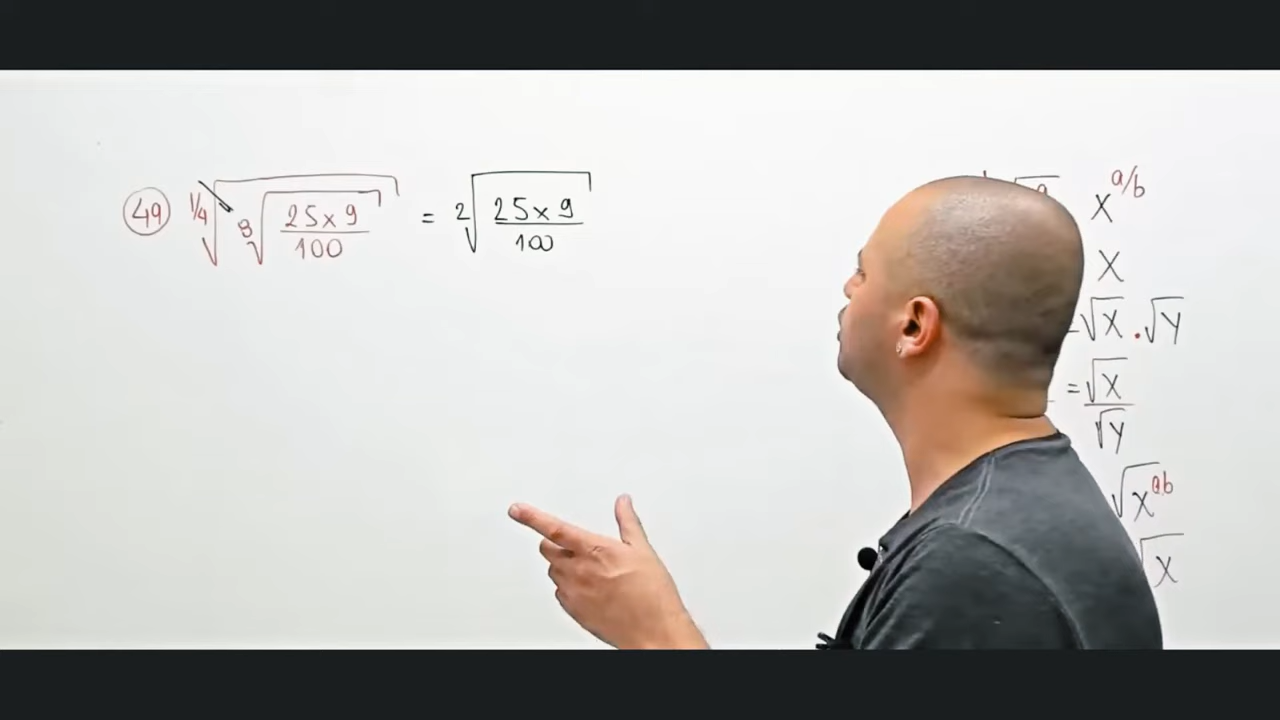 49 ¹/⁴√(⁸√(25 x 9 / 100)) = ²√(25 x 9 / 100)
x^(a/b)
x
√x . √y
= √x / √y
√x^(ab)
√x